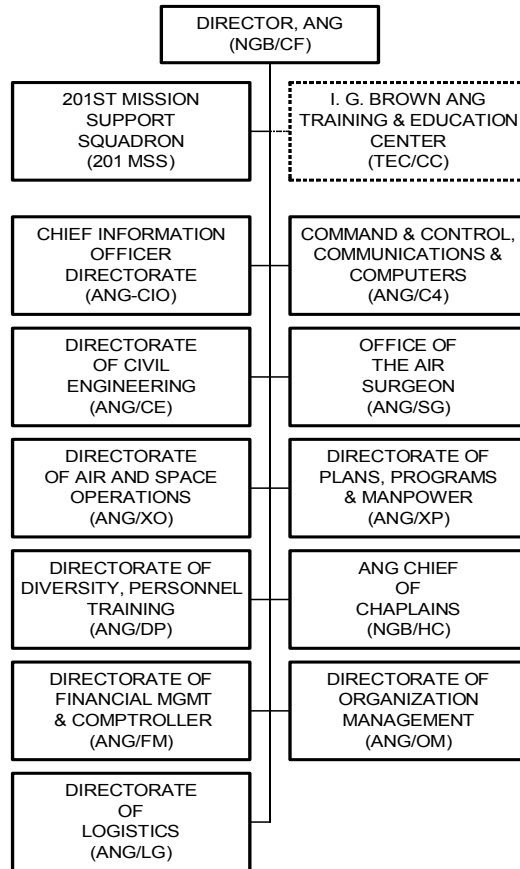 DIRECTOR, ANG
(NGB/CF)
201ST MISSION
SUPPORT
SQUADRON
(201 MSS)
I. G. BROWN ANG
TRAINING & EDUCATION
CENTER
(TEC/CC)
CHIEF INFORMATION
OFFICER
DIRECTORATE
(ANG-CIO)
COMMAND & CONTROL,
COMMUNICATIONS &
COMPUTERS
(ANG/C4)
DIRECTORATE
OF CIVIL
ENGINEERING
(ANG/CE)
OFFICE OF
THE AIR
SURGEON
(ANG/SG)
DIRECTORATE
OF AIR AND SPACE
OPERATIONS
(ANG/XO)
DIRECTORATE OF
PLANS, PROGRAMS
& MANPOWER
(ANG/XP)
DIRECTORATE OF
DIVERSITY, PERSONNEL
TRAINING
(ANG/DP)
ANG CHIEF
OF
CHAPLAINS
(NGB/HC)
DIRECTORATE OF
FINANCIAL MGMT
& COMPTROLLER
(ANG/FM)
DIRECTORATE OF
ORGANIZATION
MANAGEMENT
(ANG/OM)
DIRECTORATE
OF
LOGISTICS
(ANG/LG)